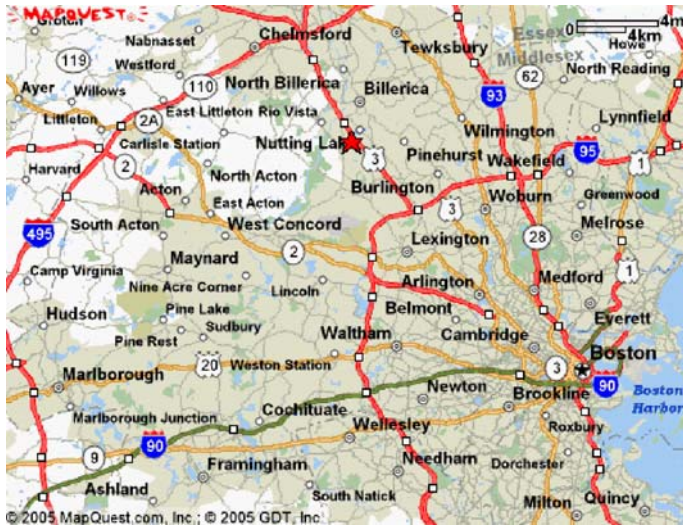 MAPQUEST
4mi
4km
Groton
Nabnasset
Chelmsford
Tewksbury
Essex
Middlesex
Howe
119
Westford
North Reading
62
Ayer
Willows
110
North Billerica
Billerica
93
Littleton
2A
East Littleton
Rio Vista
Lynnfield
Wilmington
Carlisle Station
Nutting Lake
3
Pinehurst
Wakefield
95
1
Harvard
2
North Acton
Burlington
Woburn
Greenwood
Acton
East Acton
3
Melrose
495
South Acton
West Concord
Lexington
28
Maynard
2
1
Camp Virginia
Nine Acre Corner
Lincoln
Arlington
Medford
Hudson
Pine Lake
Belmont
Everett
Pine Rest
Sudbury
Waltham
Cambridge
Boston
20
Weston Station
3
Marlborough
Newton
90
Brookline
Boston
Harbor
Marlborough Junction
Cochituate
Roxbury
9
90
Wellesley
Framingham
Needham
Dorchester
Ashland
South Natick
Milton
Quincy
© 2005 MapQuest.com, Inc.; © 2005 GDT, Inc.